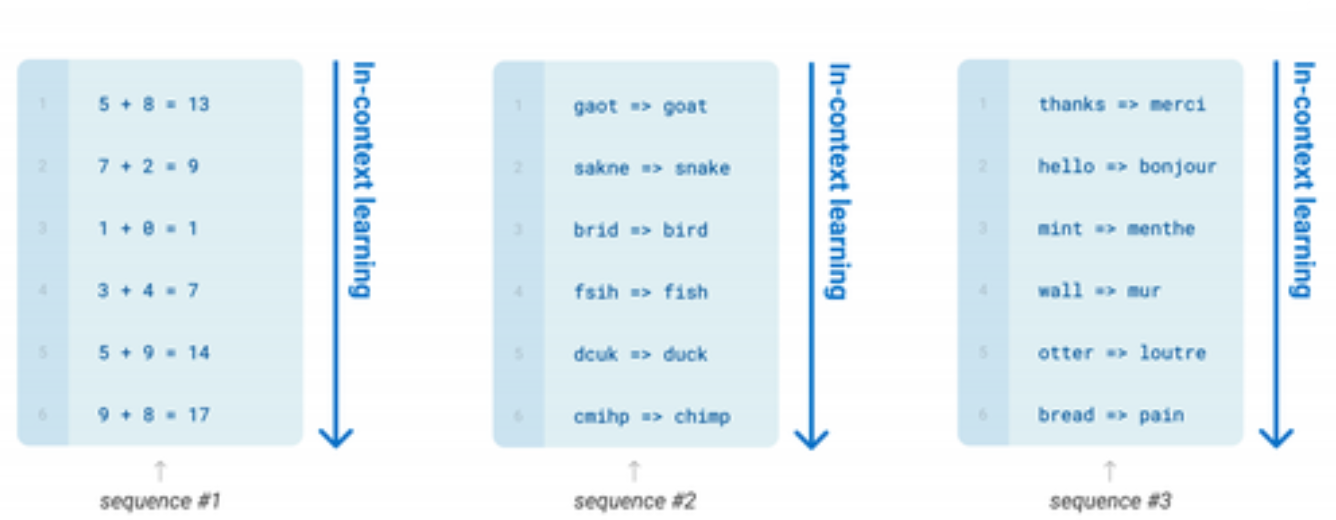 1 5 + 8 = 13
2 7 + 2 = 9
3 1 + 0 = 1
4 3 + 4 = 7
5 5 + 9 = 14
6 9 + 8 = 17
In-context learning
sequence #1
1 gaot => goat
2 sakne => snake
3 brid => bird
4 fsih => fish
5 dcuk => duck
6 cmihp => chimp
In-context learning
sequence #2
1 thanks => merci
2 hello => bonjour
3 mint => menthe
4 wall => mur
5 otter => loutre
6 bread => pain
In-context learning
sequence #3